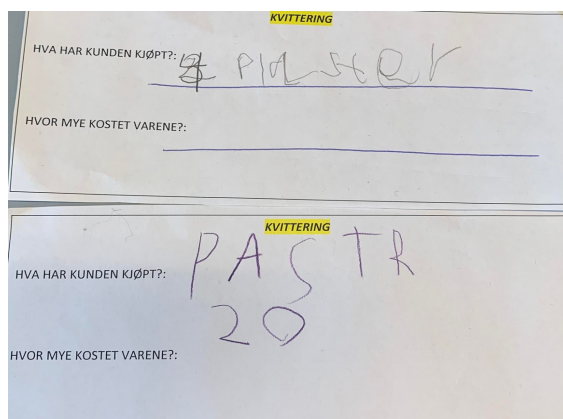 KVITTERING
HVA HAR KUNDEN KJØPT?: Plaster
HVOR MYE KOSTET VARENE?:
KVITTERING
HVA HAR KUNDEN KJØPT?: PASTR
20
HVOR MYE KOSTET VARENE?: